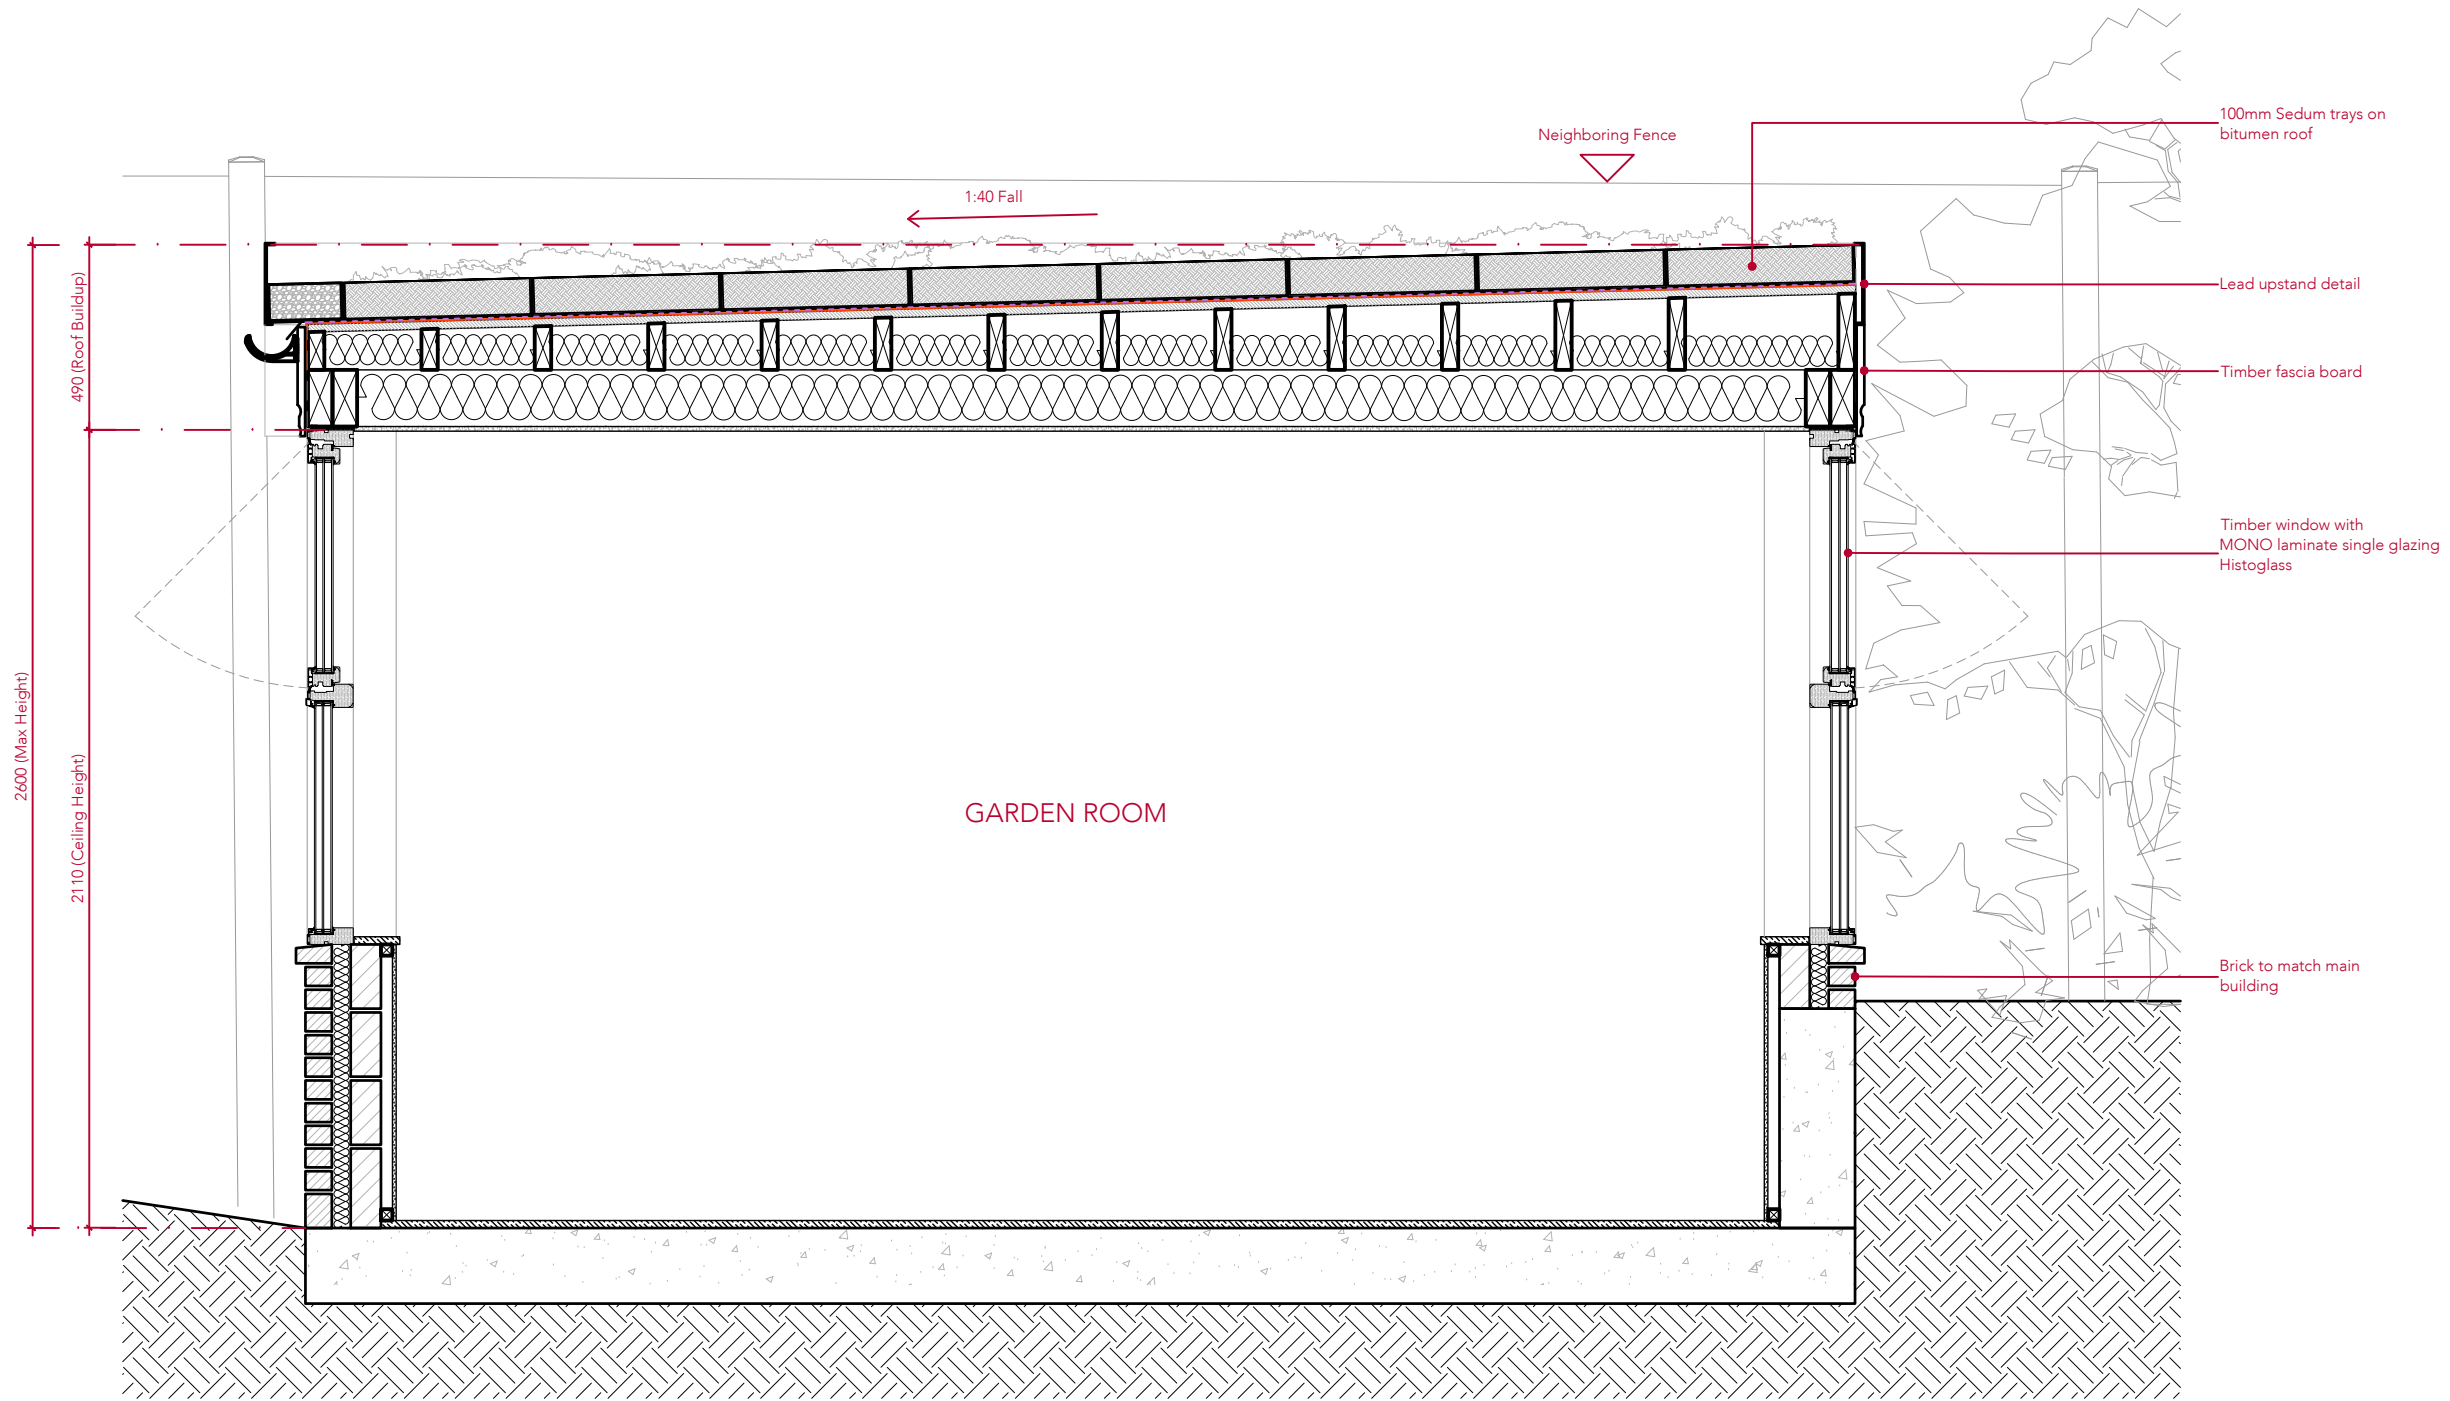 100mm Sedum trays on
bitumen roof
Neighboring Fence
1:40 Fall
Lead upstand detail
490 (Roof Buildup)
Timber fascia board
Timber window with
MONO laminate single glazing
Histoglass
2600 (Max Height)
2110 (Ceiling Height)
GARDEN ROOM
Brick to match main
building